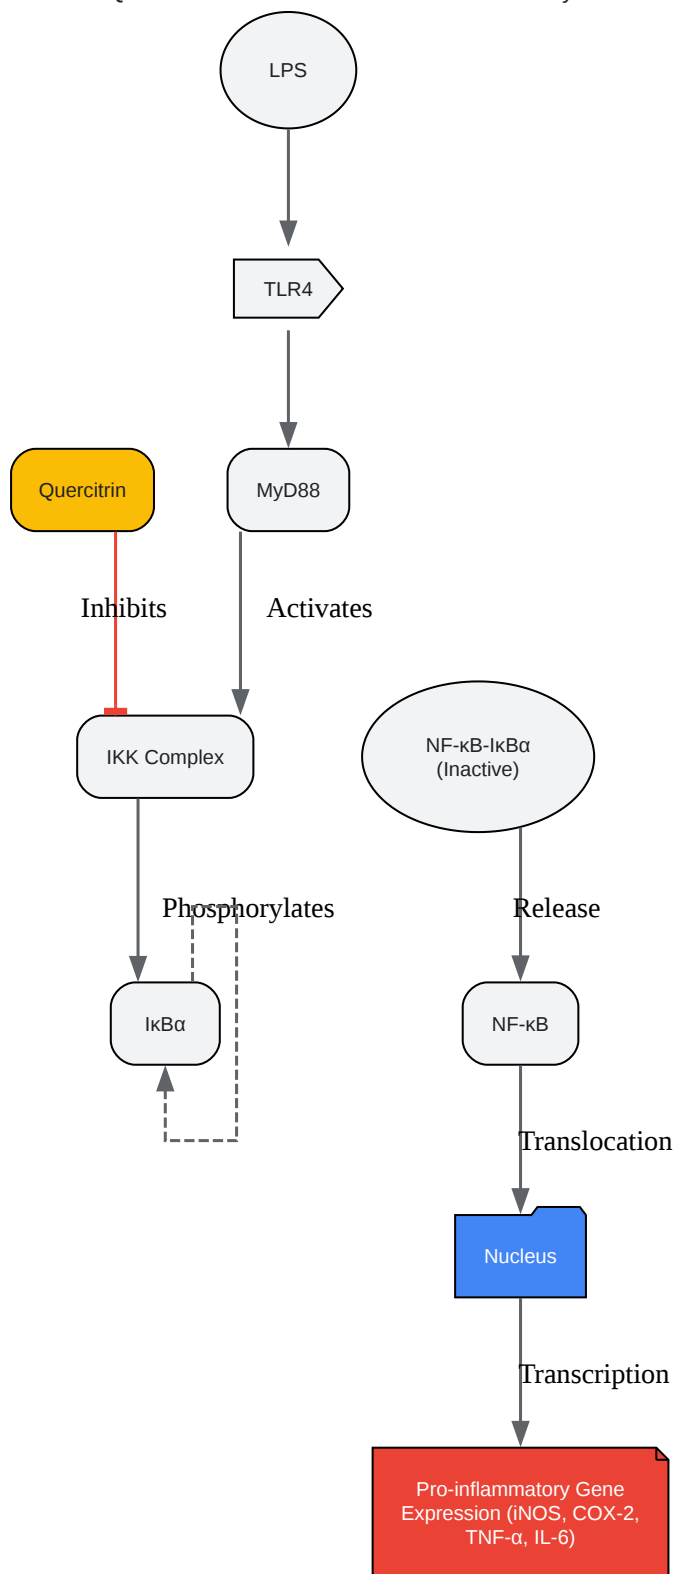 LPS
TLR4
Quercitrin
MyD88
Inhibits
Activates
IKK Complex
NF-κB-IκBα
(Inactive)
Phosphorylates
Release
IκBα
NF-κB
Translocation
Nucleus
Transcription
Pro-inflammatory Gene
Expression (iNOS, COX-2,
TNF-α, IL-6)